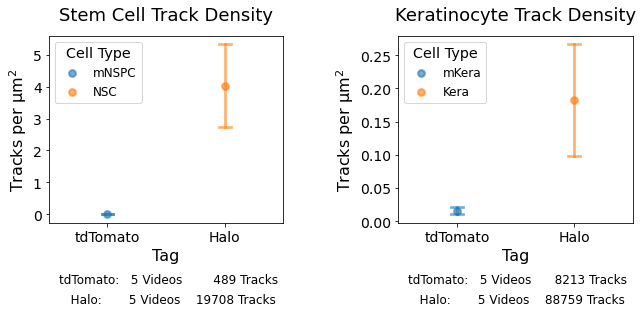 Stem Cell Track Density
Tracks per μm²
5
4
3
2
1
0
Cell Type
mNSPC
NSC
tdTomato Halo
Tag
tdTomato: 5 Videos 489 Tracks
Halo: 5 Videos 19708 Tracks
Keratinocyte Track Density
Tracks per μm²
0.25
0.20
0.15
0.10
0.05
0.00
Cell Type
mKera
Kera
tdTomato Halo
Tag
tdTomato: 5 Videos 8213 Tracks
Halo: 5 Videos 88759 Tracks